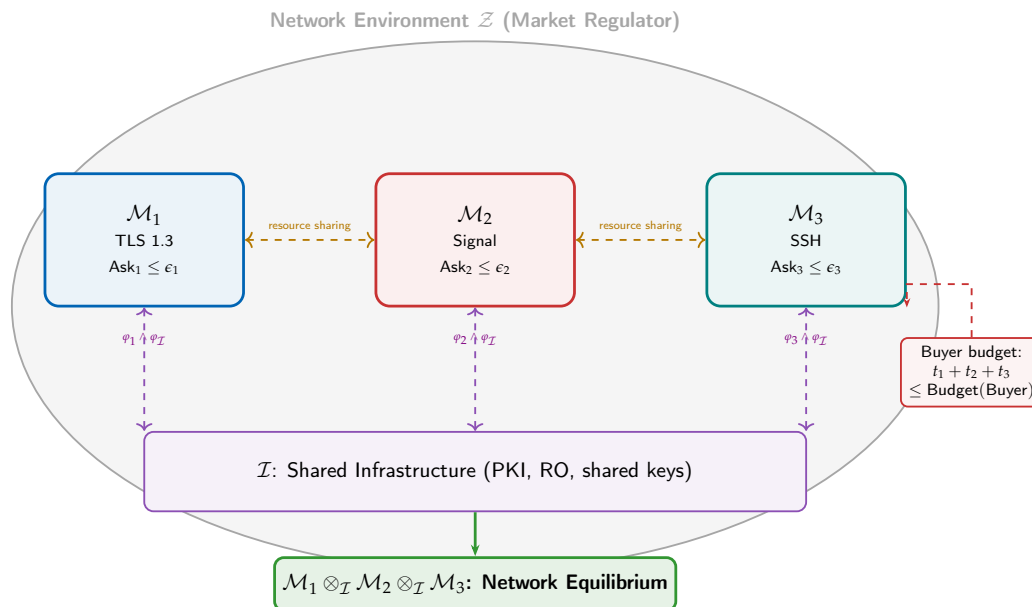 Network Environment 𝒵 (Market Regulator)
ℳ₁
TLS 1.3
Ask₁ ≤ ϵ₁
resource sharing
ℳ₂
Signal
Ask₂ ≤ ϵ₂
resource sharing
ℳ₃
SSH
Ask₃ ≤ ϵ₃
φ₁ ∧ φ_ℐ
φ₂ ∧ φ_ℐ
φ₃ ∧ φ_ℐ
Buyer budget:
t₁ + t₂ + t₃
≤ Budget(Buyer)
ℐ: Shared Infrastructure (PKI, RO, shared keys)
ℳ₁ ⊗_ℐ ℳ₂ ⊗_ℐ ℳ₃: Network Equilibrium